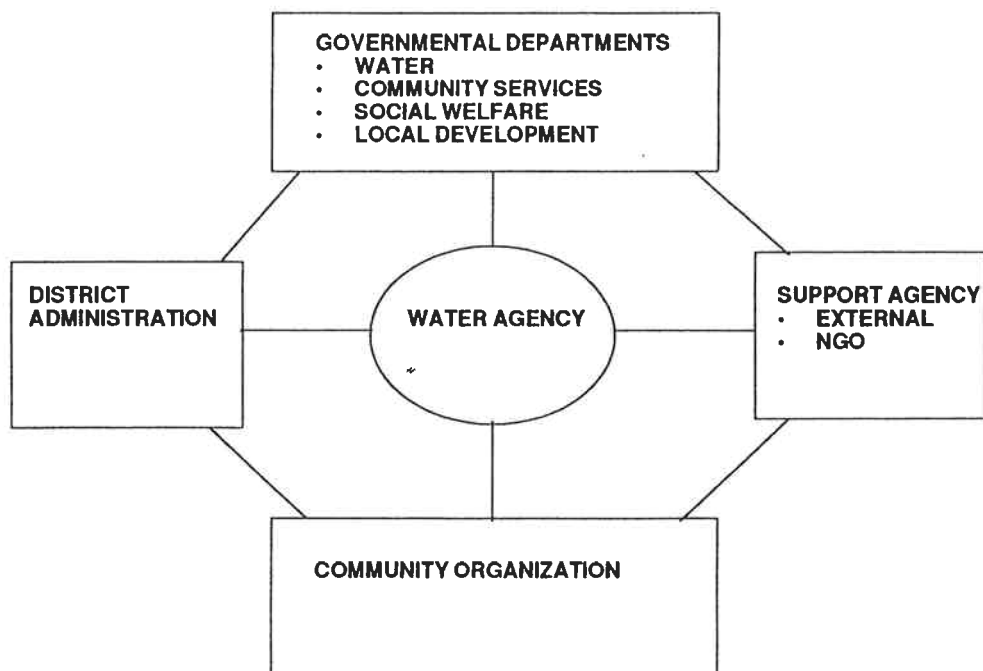 GOVERNMENTAL DEPARTMENTS
• WATER
• COMMUNITY SERVICES
• SOCIAL WELFARE
• LOCAL DEVELOPMENT
DISTRICT
ADMINISTRATION
WATER AGENCY
SUPPORT AGENCY
• EXTERNAL
• NGO
COMMUNITY ORGANIZATION